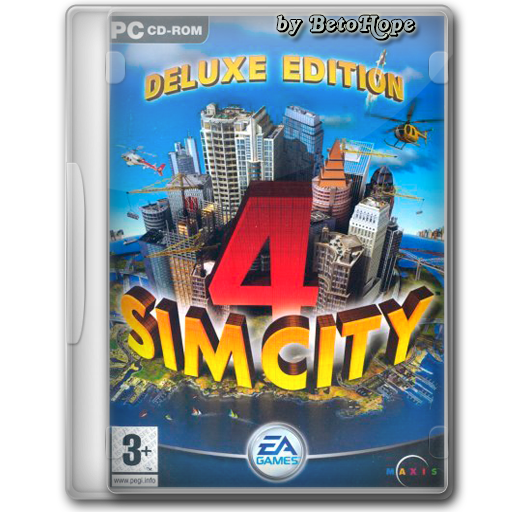 by BetoHope
PC CD-ROM
DELUXE EDITION
4
SIMCITY
3+
www.pegi.info
EA
GAMES
MAXIS